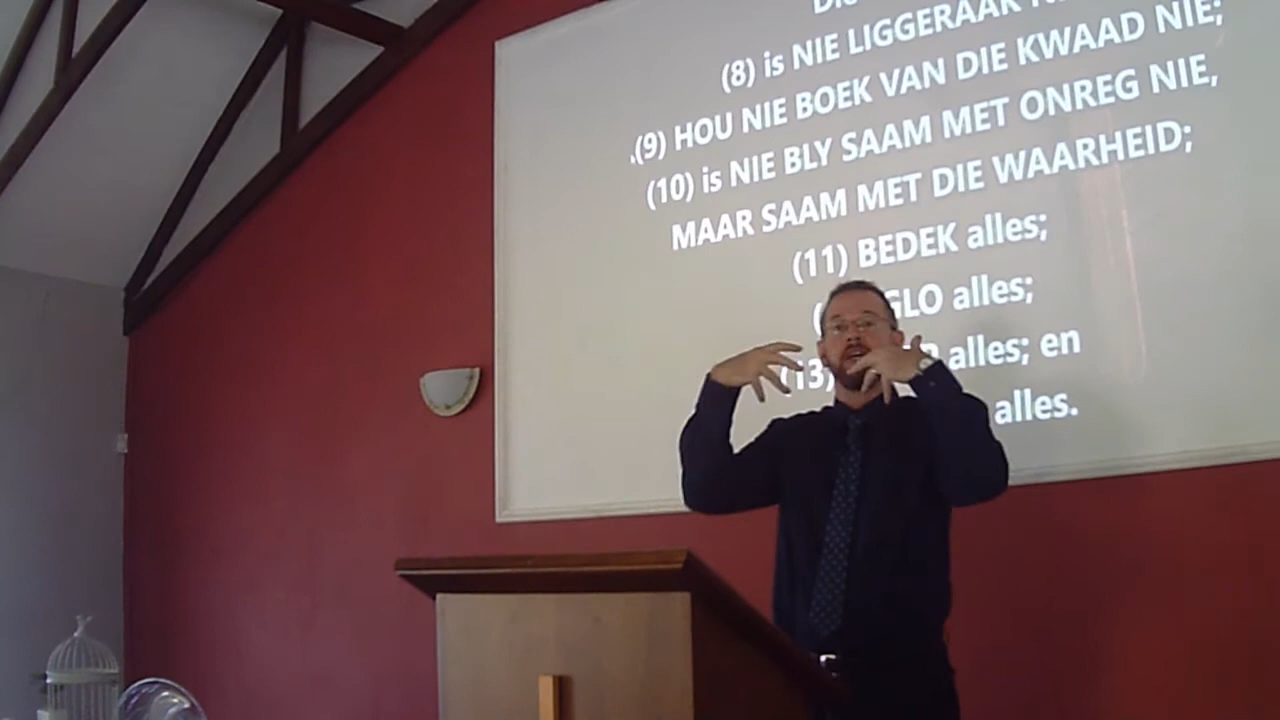 (8) is NIE LIGGERAAK
(9) HOU NIE BOEK VAN DIE KWAAD NIE;
(10) is NIE BLY SAAM MET ONREG NIE,
MAAR SAAM MET DIE WAARHEID;
(11) BEDEK alles;
GLO alles;
(13) alles; en
alles.